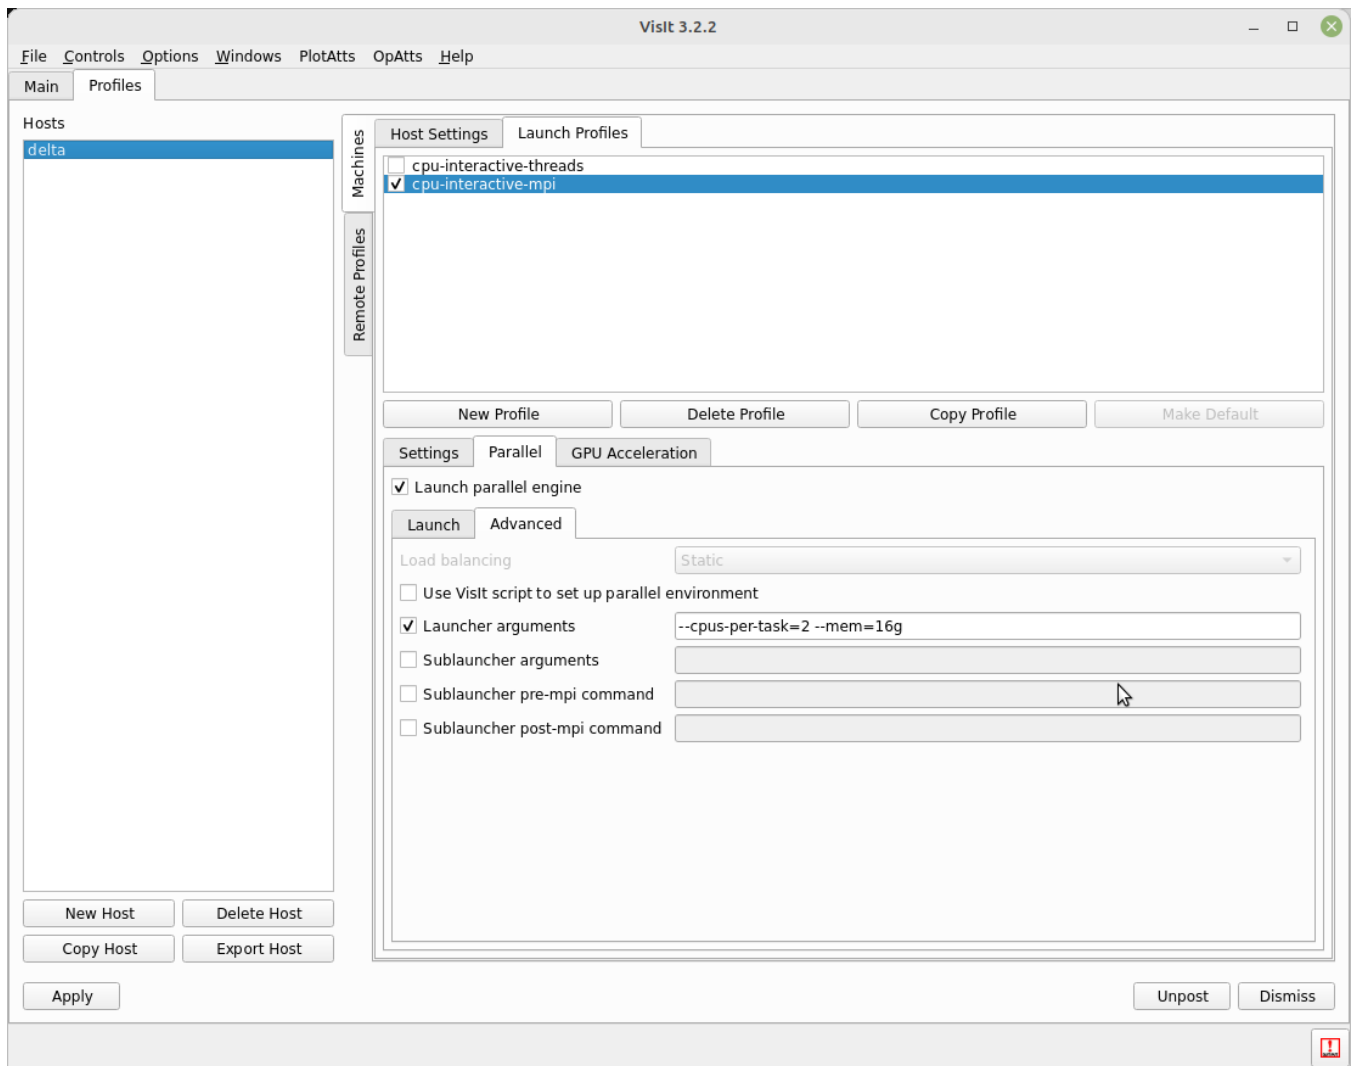 VisIt 3.2.2
File Controls Options Windows PlotAtts OpAtts Help
Main Profiles
Hosts
delta
Machines
Remote Profiles
Host Settings Launch Profiles
cpu-interactive-threads
cpu-interactive-mpi
New Profile Delete Profile Copy Profile Make Default
Settings Parallel GPU Acceleration
Launch parallel engine
Launch Advanced
Load balancing Static
Use VisIt script to set up parallel environment
Launcher arguments --cpus-per-task=2 --mem=16g
Sublauncher arguments
Sublauncher pre-mpi command
Sublauncher post-mpi command
New Host Delete Host
Copy Host Export Host
Apply Unpost Dismiss